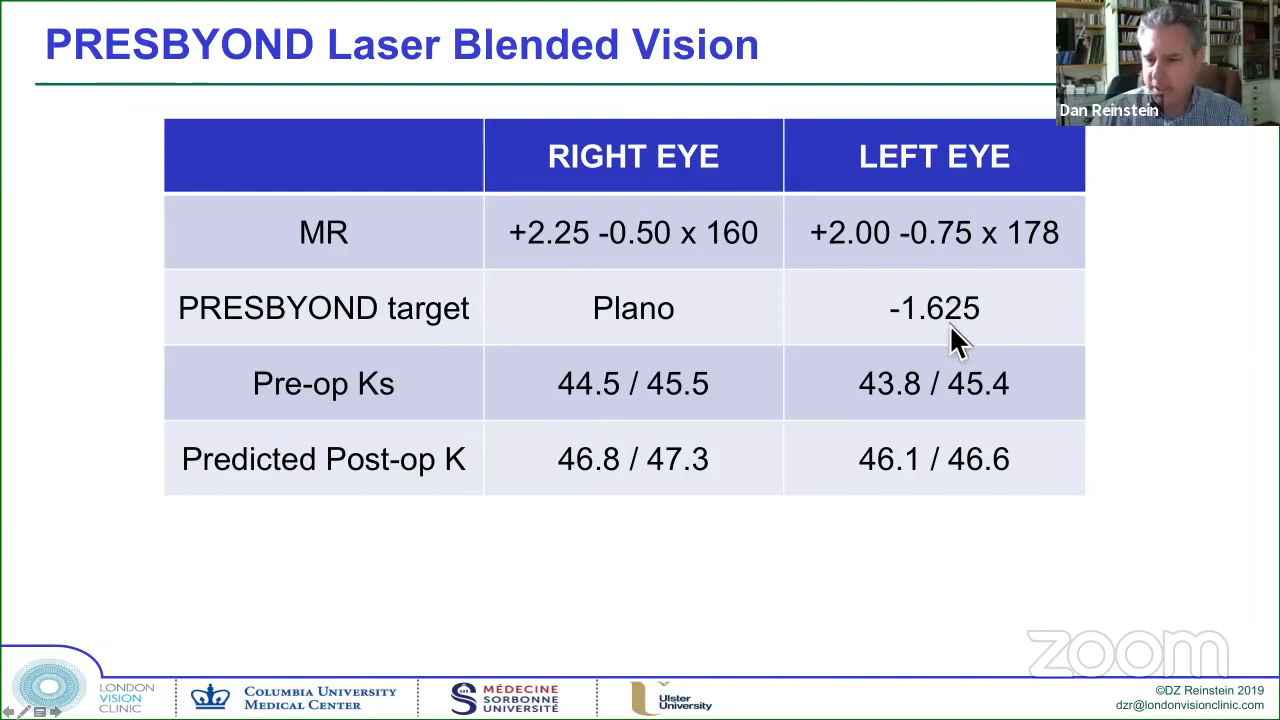 PRESBYOND Laser Blended Vision
Dan Reinstein
RIGHT EYE LEFT EYE
MR +2.25 -0.50 x 160 +2.00 -0.75 x 178
PRESBYOND target Plano -1.625
Pre-op Ks 44.5 / 45.5 43.8 / 45.4
Predicted Post-op K 46.8 / 47.3 46.1 / 46.6
zoom
LONDON
VISION
CLINIC
COLUMBIA UNIVERSITY
MEDICAL CENTER
MÉDECINE
SORBONNE
UNIVERSITÉ
Ulster
University
©DZ Reinstein 2019
dzr@londonvisionclinic.com